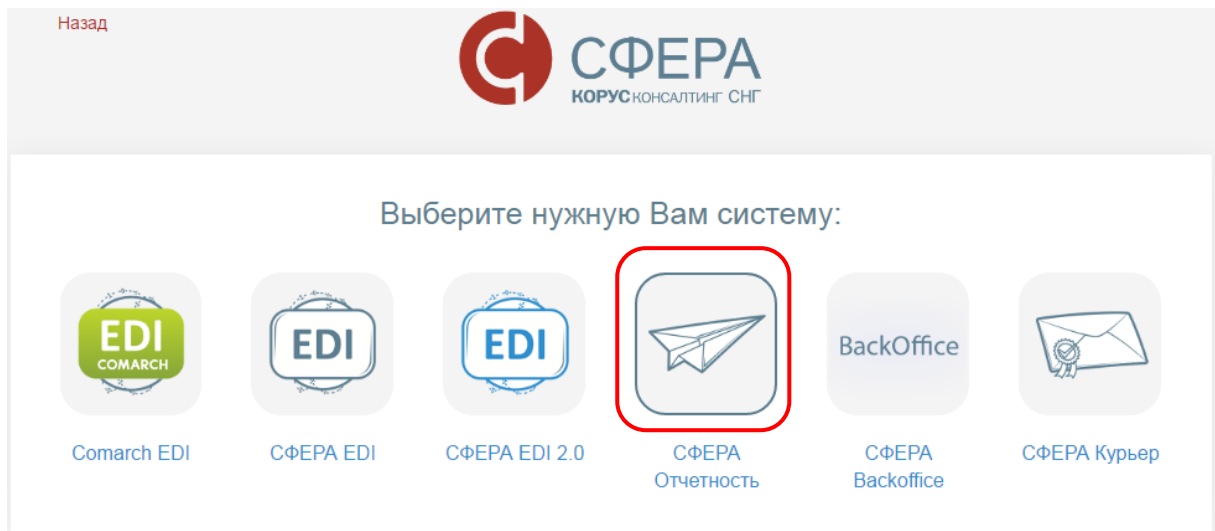 Назад
СФЕРА
КОРУС КОНСАЛТИНГ СНГ
Выберите нужную Вам систему:
EDI
COMARCH
EDI
EDI
BackOffice
Comarch EDI
СФЕРА EDI
СФЕРА EDI 2.0
СФЕРА
Отчетность
СФЕРА
Backoffice
СФЕРА Курьер